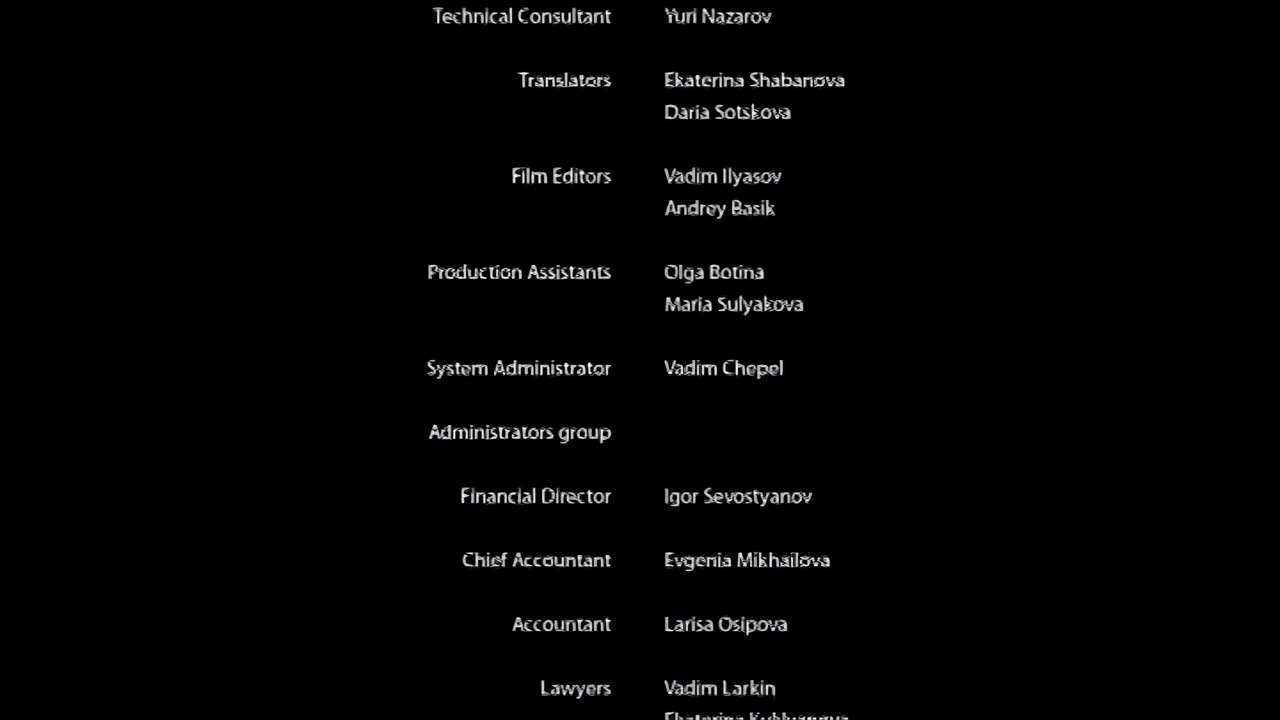 Technical Consultant Yuri Nazarov
Translators Ekaterina Shabanova
Daria Sotskova
Film Editors Vadim Ilyasov
Andrey Basik
Production Assistants Olga Botina
Maria Sulyakova
System Administrator Vadim Chepel
Administrators group
Financial Director Igor Sevostyanov
Chief Accountant Evgenia Mikhailova
Accountant Larisa Osipova
Lawyers Vadim Larkin
Ekaterina